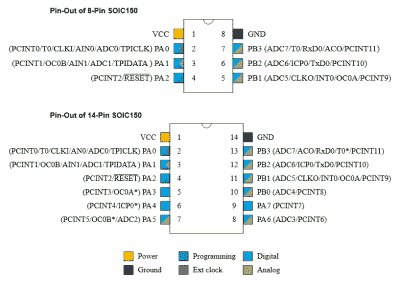 Pin-Out of 8-Pin SOIC150
VCC 1 8 GND
(PCINT0/T0/CLKI/AIN0/ADC0/TPICLK) PA0 2 7 PB3 (ADC7/T0/RxD0/ACO/PCINT11)
(PCINT1/OC0B/AIN1/ADC1/TPIDATA ) PA1 3 6 PB2 (ADC6/ICP0/TxD0/PCINT10)
(PCINT2/RESET) PA2 4 5 PB1 (ADC5/CLKO/INT0/OC0A/PCINT9)
Pin-Out of 14-Pin SOIC150
VCC 1 14 GND
(PCINT0/T0/CLKI/AIN0/ADC0/TPICLK) PA0 2 13 PB3 (ADC7/ACO/RxD0/T0*/PCINT11)
(PCINT1/OC0B/AIN1/ADC1/TPIDATA ) PA1 3 12 PB2 (ADC6/ICP0/TxD0/PCINT10)
(PCINT2/RESET) PA2 4 11 PB1 (ADC5/CLKO/INT0/OC0A/PCINT9)
(PCINT3/OC0A*) PA3 5 10 PB0 (ADC4/PCINT8)
(PCINT4/ICP0*) PA4 6 9 PA7 (PCINT7)
(PCINT5/OC0B*/ADC2) PA5 7 8 PA6 (ADC3/PCINT6)
Power Programming Digital
Ground Ext clock Analog